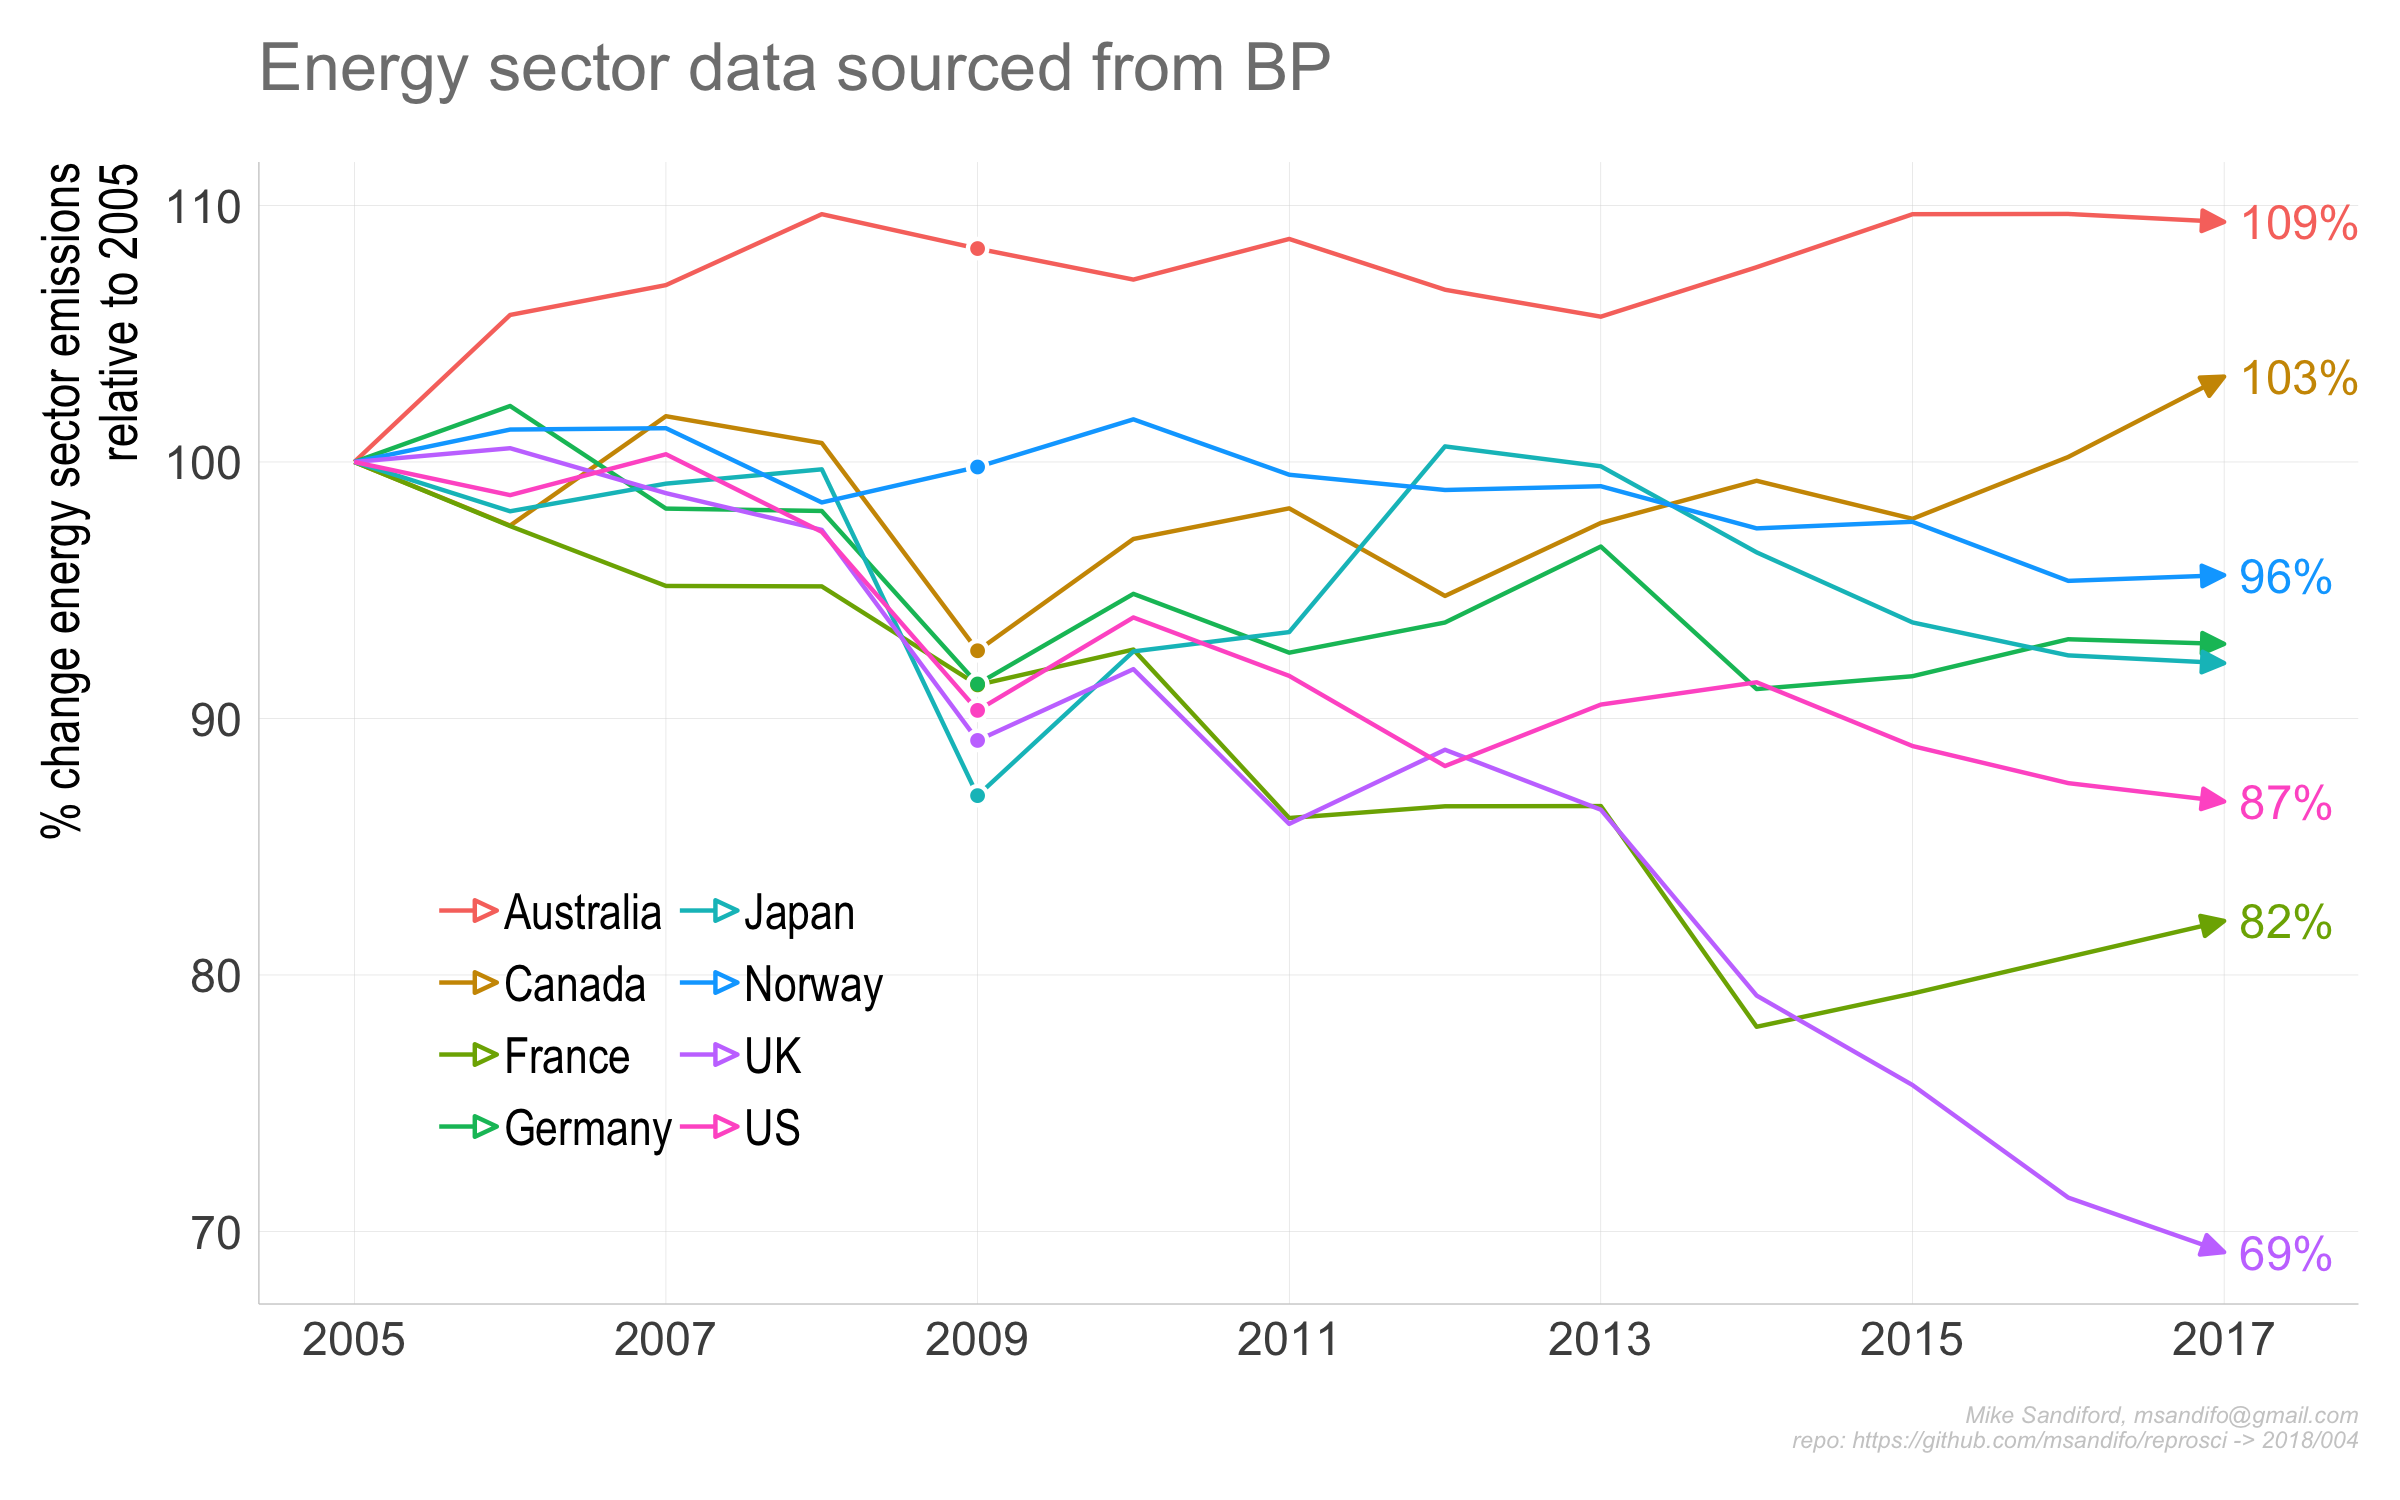 Energy sector data sourced from BP
% change energy sector emissions
relative to 2005
110
100
90
80
70
109%
103%
96%
87%
82%
69%
Australia
Canada
France
Germany
Japan
Norway
UK
US
2005 2007 2009 2011 2013 2015 2017
Mike Sandiford, msandifo@gmail.com
repo: https://github.com/msandifo/reprosci -> 2018/004